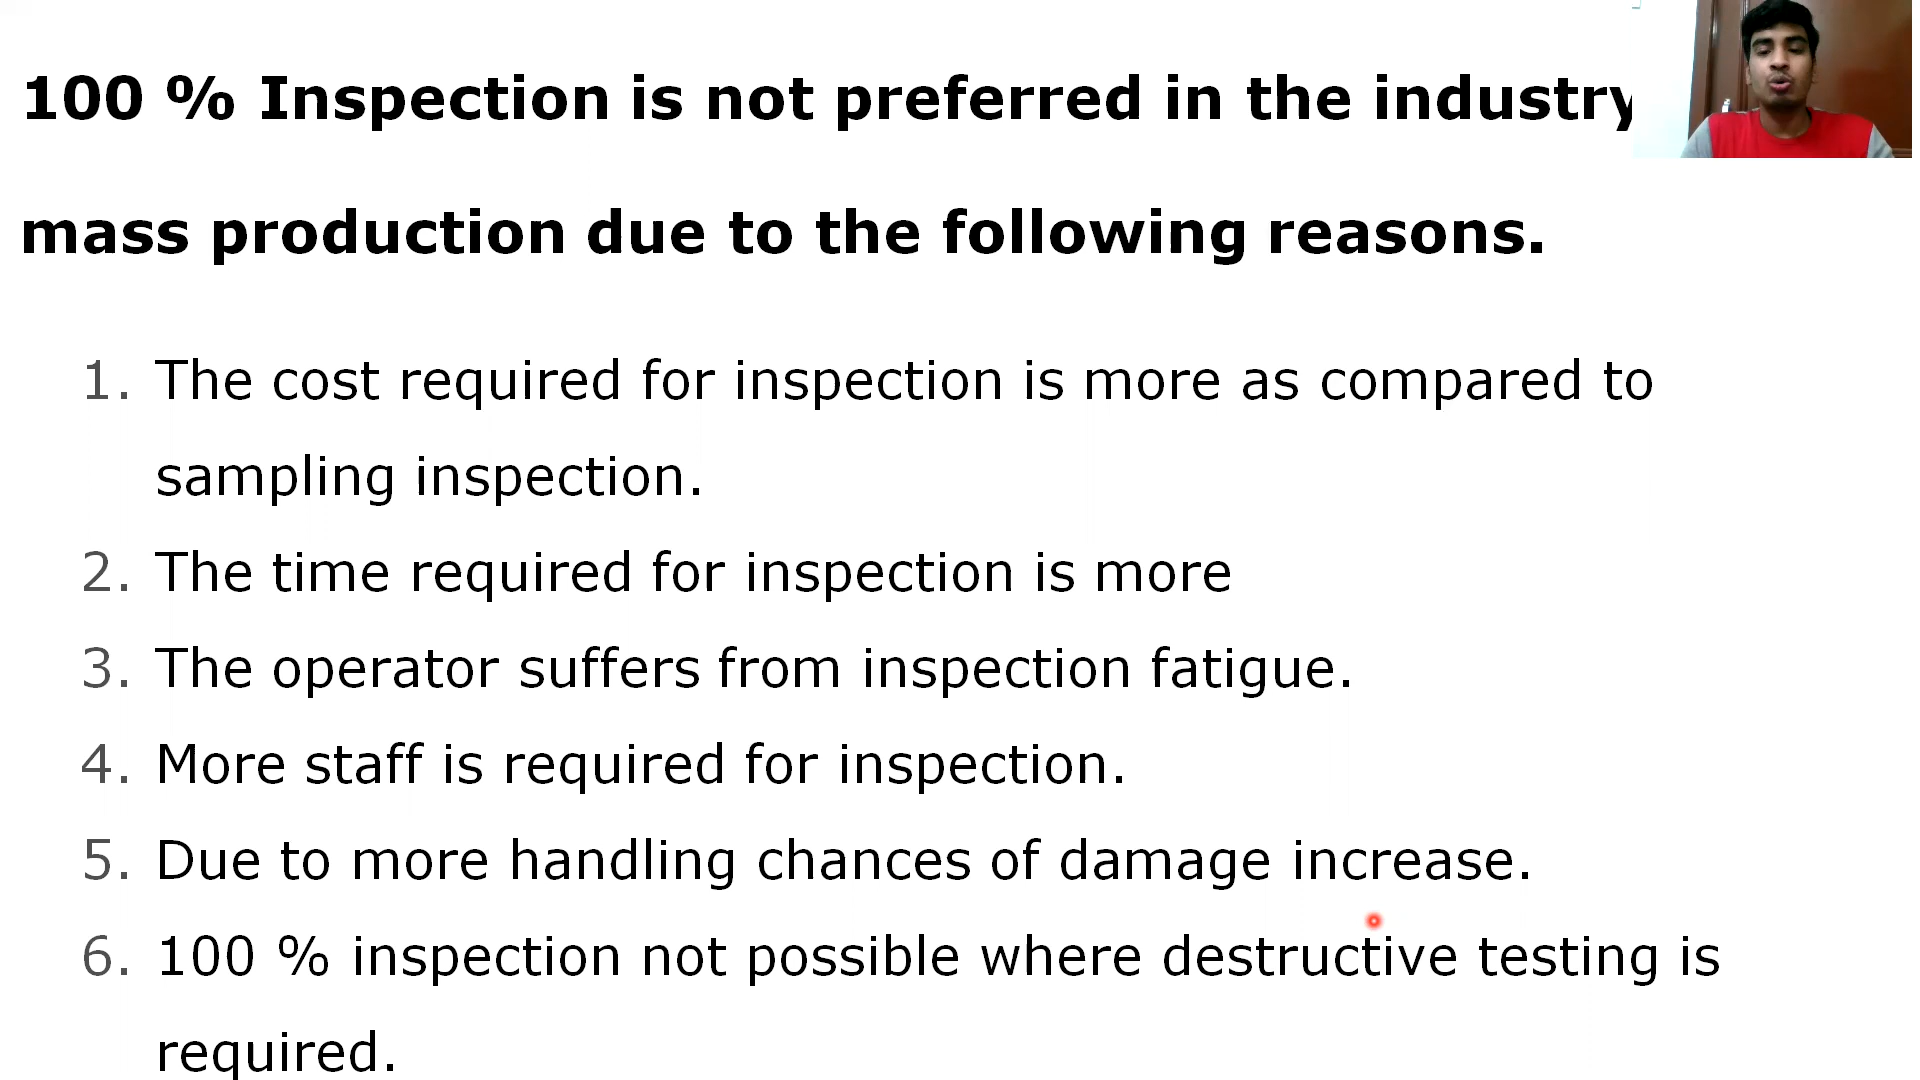 100 % Inspection is not preferred in the industry
mass production due to the following reasons.
1. The cost required for inspection is more as compared to
sampling inspection.
2. The time required for inspection is more
3. The operator suffers from inspection fatigue.
4. More staff is required for inspection.
5. Due to more handling chances of damage increase.
6. 100 % inspection not possible where destructive testing is
required.